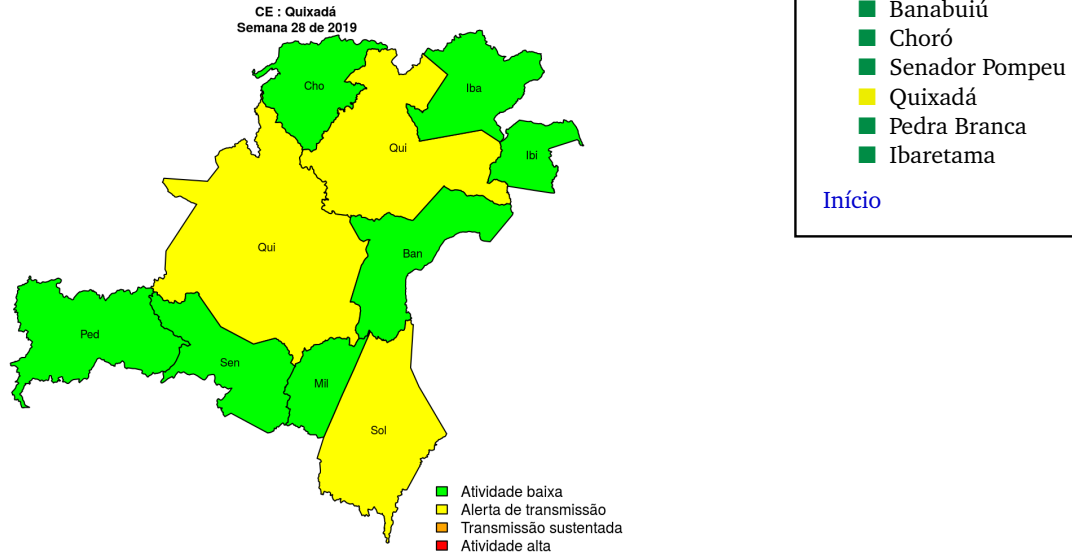 CE : Quixadá
Semana 28 de 2019
Cho
Iba
Qui
Ibi
Qui
Ban
Ped
Sen
Mil
Sol
Atividade baixa
Alerta de transmissão
Transmissão sustentada
Atividade alta
Banabuiú
Choró
Senador Pompeu
Quixadá
Pedra Branca
Ibaretama
Início